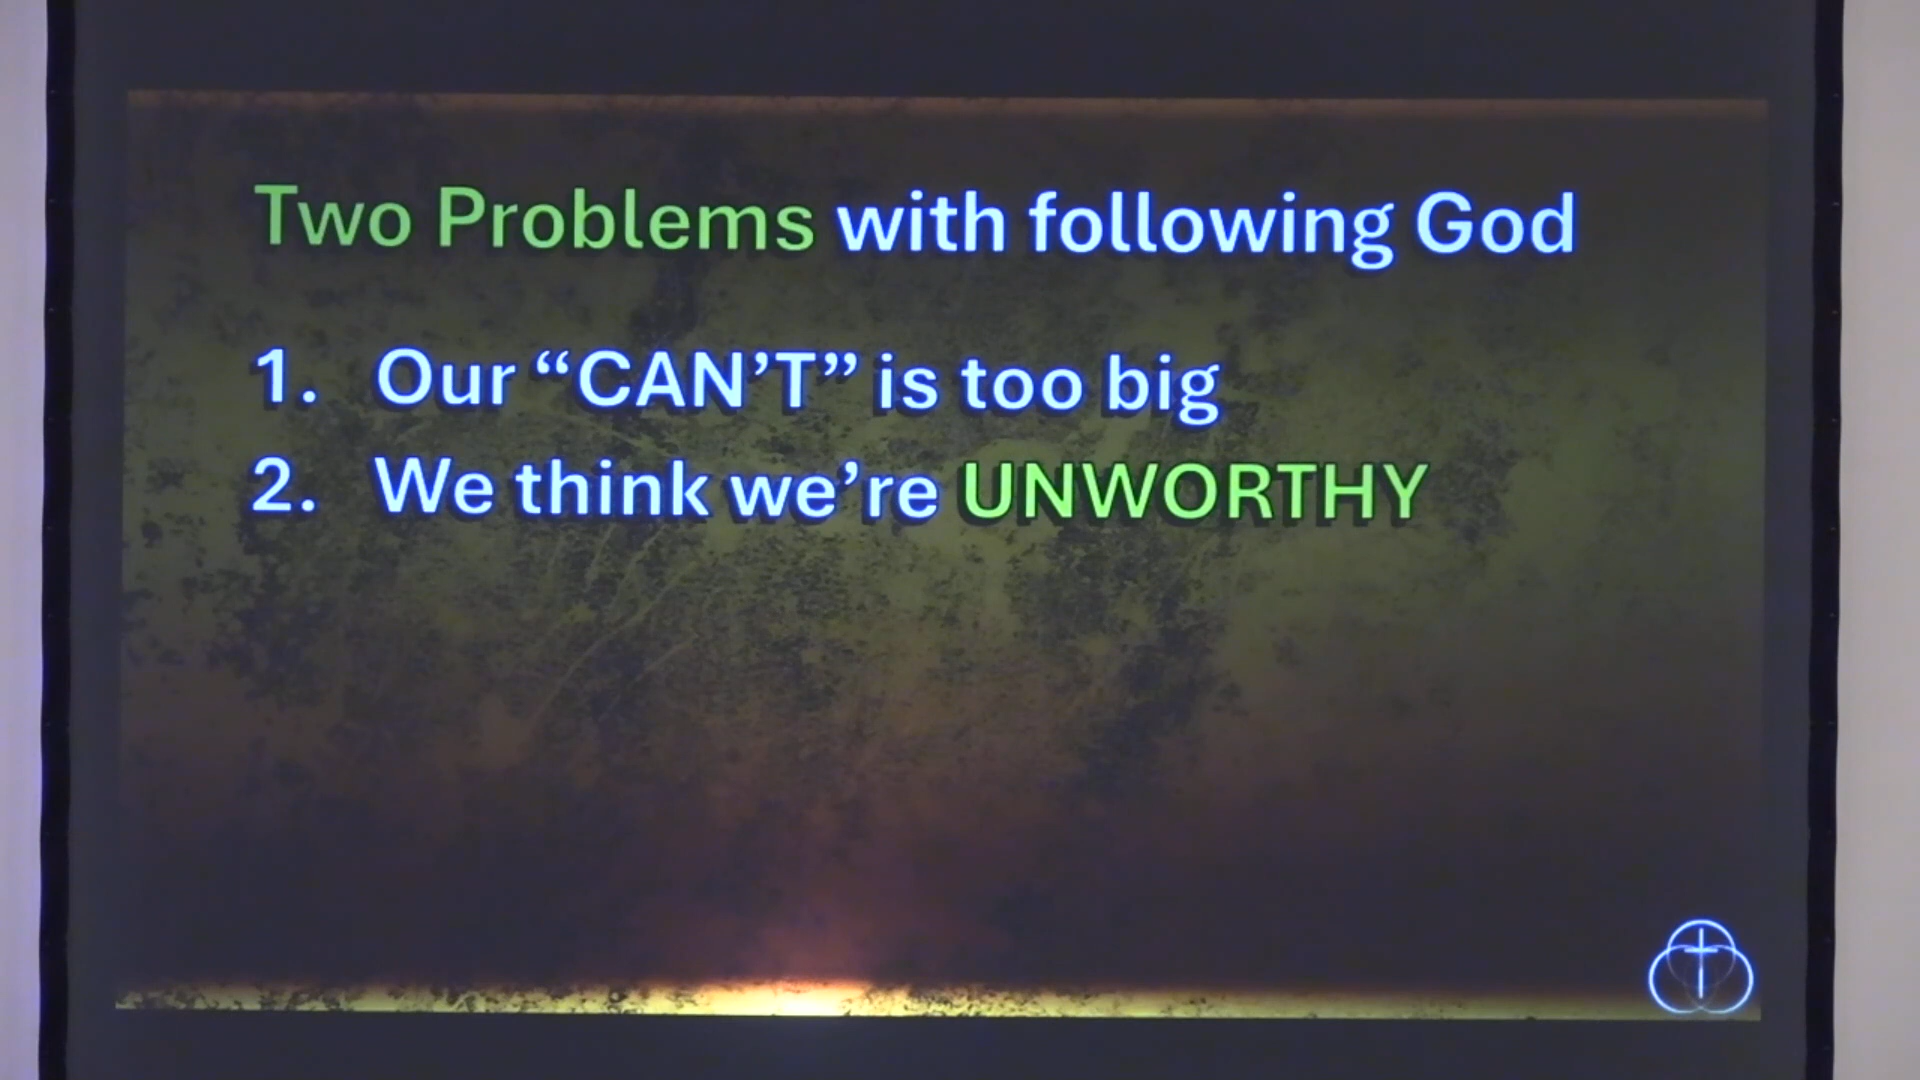 Two Problems with following God
1. Our “CAN’T” is too big
2. We think we’re UNWORTHY